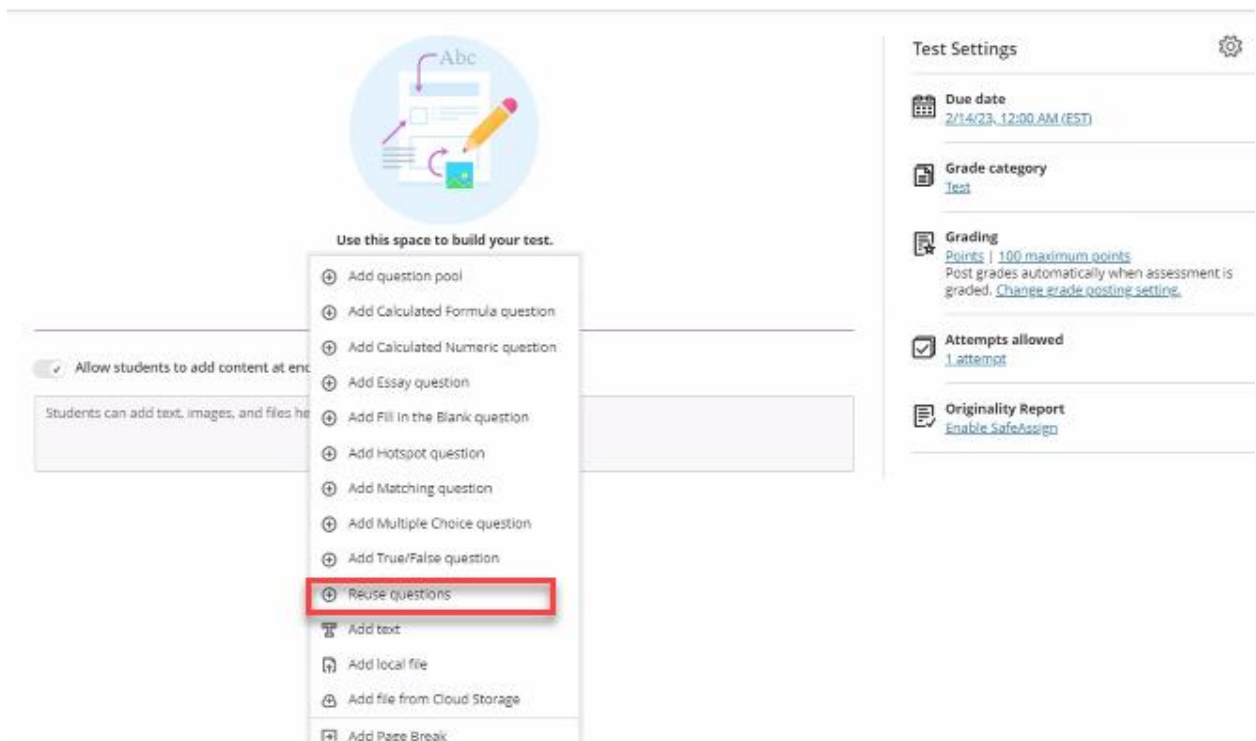 Abc
Use this space to build your test.
Add question pool
Add Calculated Formula question
Add Calculated Numeric question
Add Essay question
Add Fill in the Blank question
Add Hotspot question
Add Matching question
Add Multiple Choice question
Add True/False question
Reuse questions
Add text
Add local file
Add file from Cloud Storage
Add Page Break
Allow students to add content at end
Students can add text, images, and files he
Test Settings
Due date
2/14/23, 12:00 AM (EST)
Grade category
Test
Grading
Points | 100 maximum points
Post grades automatically when assessment is
graded. Change grade posting setting.
Attempts allowed
1 attempt
Originality Report
Enable SafeAssign